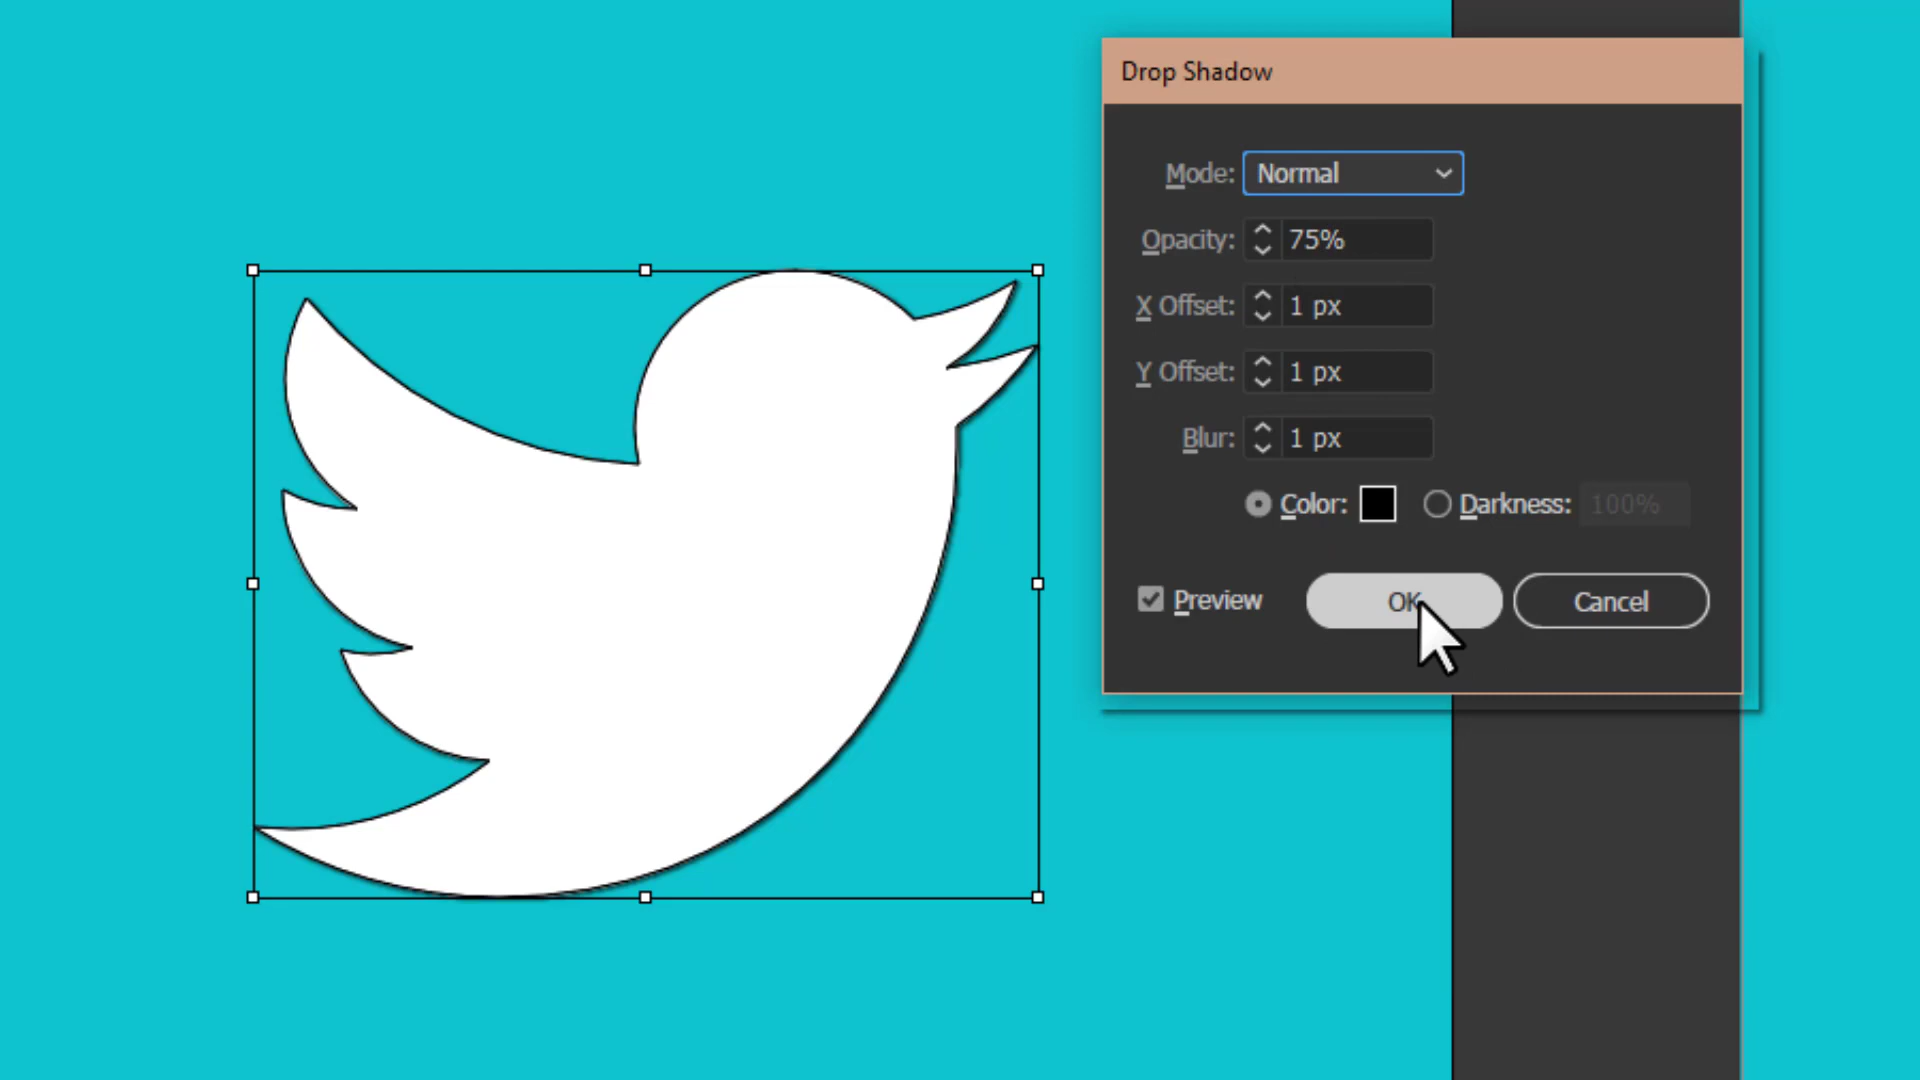 Drop Shadow
Mode: Normal
Opacity: 75%
X Offset: 1 px
Y Offset: 1 px
Blur: 1 px
Color: Darkness: 100%
Preview OK Cancel